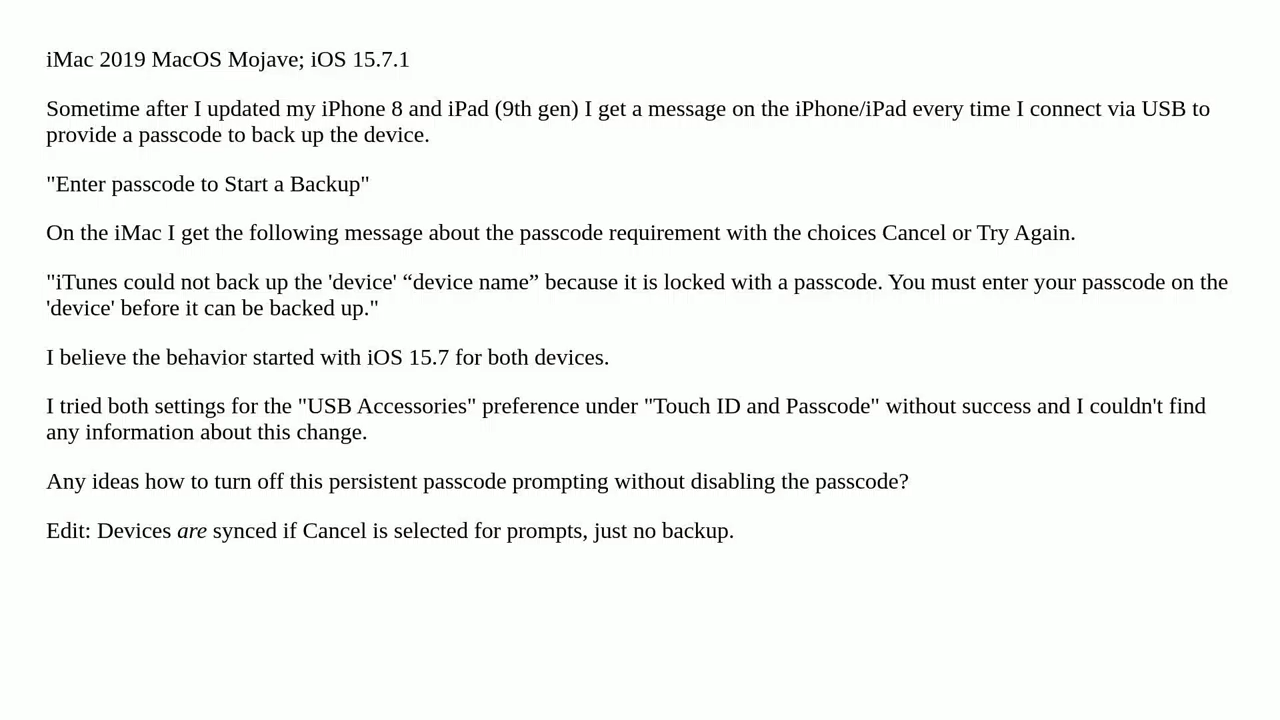 iMac 2019 MacOS Mojave; iOS 15.7.1
Sometime after I updated my iPhone 8 and iPad (9th gen) I get a message on the iPhone/iPad every time I connect via USB to
provide a passcode to back up the device.
"Enter passcode to Start a Backup"
On the iMac I get the following message about the passcode requirement with the choices Cancel or Try Again.
"iTunes could not back up the 'device' “device name” because it is locked with a passcode. You must enter your passcode on the
'device' before it can be backed up."
I believe the behavior started with iOS 15.7 for both devices.
I tried both settings for the "USB Accessories" preference under "Touch ID and Passcode" without success and I couldn't find
any information about this change.
Any ideas how to turn off this persistent passcode prompting without disabling the passcode?
Edit: Devices are synced if Cancel is selected for prompts, just no backup.